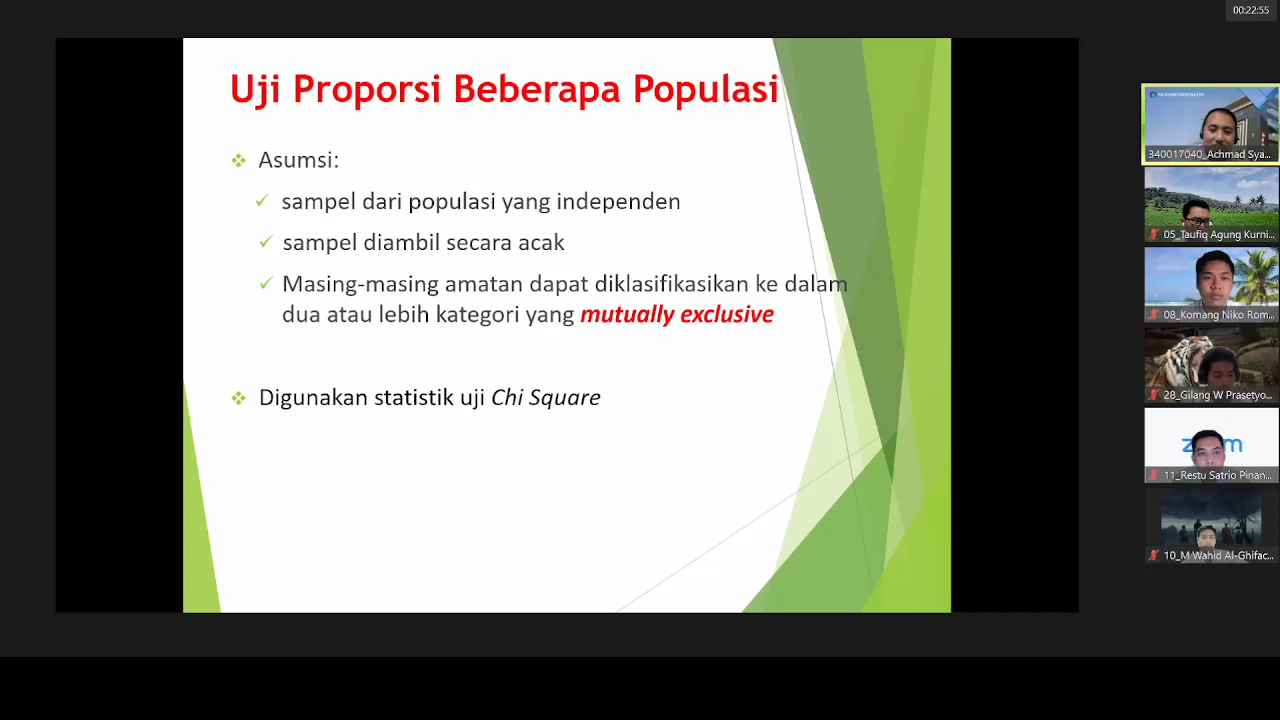 00:22:55
Uji Proporsi Beberapa Populasi
Asumsi:
sampel dari populasi yang independen
sampel diambil secara acak
Masing-masing amatan dapat diklasifikasikan ke dalam
dua atau lebih kategori yang mutually exclusive
Digunakan statistik uji Chi Square
340017040_Achmad Sya...
05_Taufiq Agung Kurni...
08_Komang Niko Rom...
28_Gilang W Prasetyo...
zoom
11_Restu Satrio Pinan...
10_M Wahid Al-Ghifac...